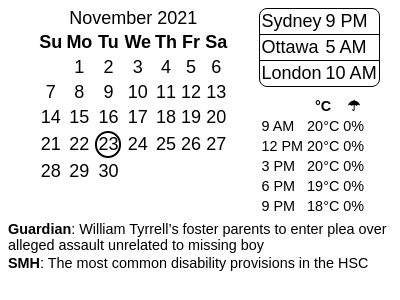 November 2021
Su Mo Tu We Th Fr Sa
1 2 3 4 5 6
7 8 9 10 11 12 13
14 15 16 17 18 19 20
21 22 23 24 25 26 27
28 29 30
Sydney 9 PM
Ottawa 5 AM
London 10 AM
°C ☂
9 AM 20°C 0%
12 PM 20°C 0%
3 PM 20°C 0%
6 PM 19°C 0%
9 PM 18°C 0%
Guardian: William Tyrrell’s foster parents to enter plea over
alleged assault unrelated to missing boy
SMH: The most common disability provisions in the HSC